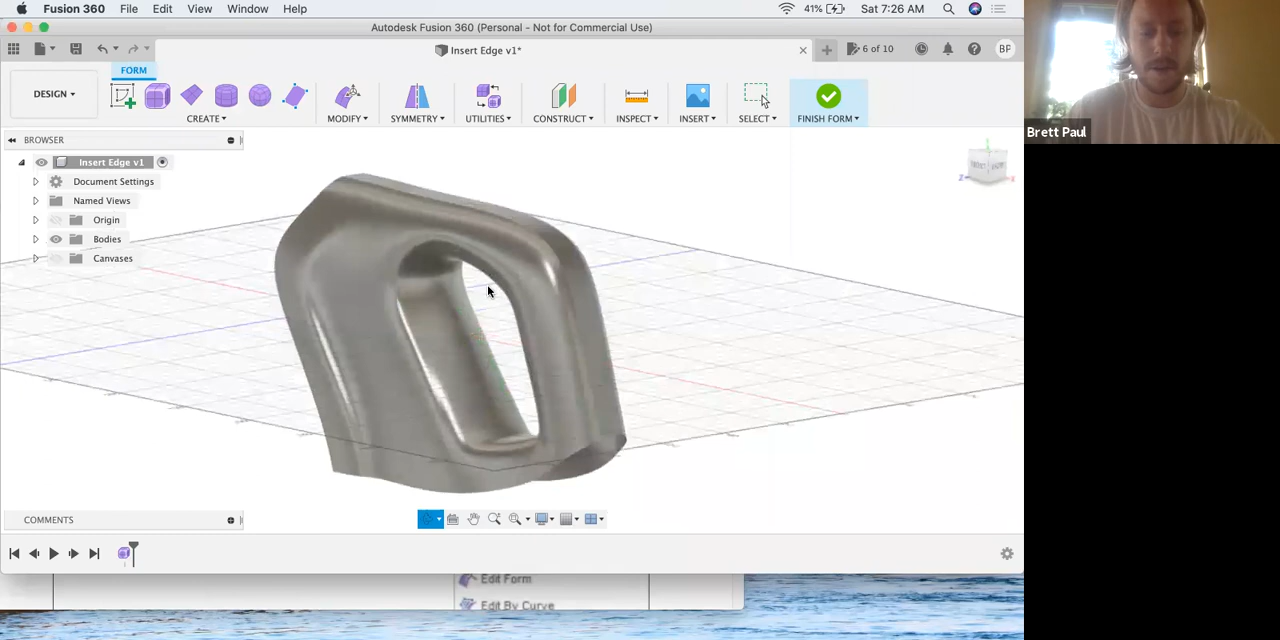 Fusion 360 File Edit View Window Help 41% Sat 7:26 AM
Autodesk Fusion 360 (Personal - Not for Commercial Use)
Insert Edge v1* 6 of 10 BP
FORM
DESIGN
CREATE MODIFY SYMMETRY UTILITIES CONSTRUCT INSPECT INSERT SELECT FINISH FORM
BROWSER
Insert Edge v1
Document Settings
Named Views
Origin
Bodies
Canvases
COMMENTS
Edit Form
Edit By Curve
Brett Paul